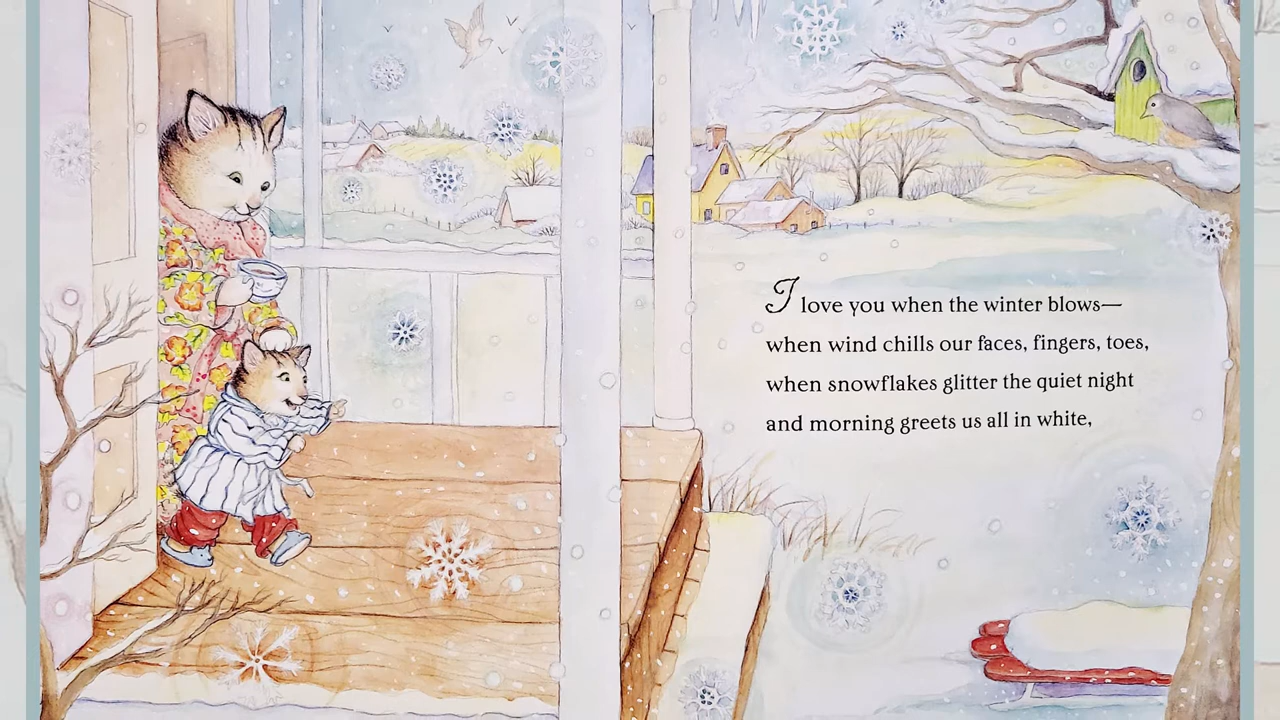 I love you when the winter blows—
when wind chills our faces, fingers, toes,
when snowflakes glitter the quiet night
and morning greets us all in white,